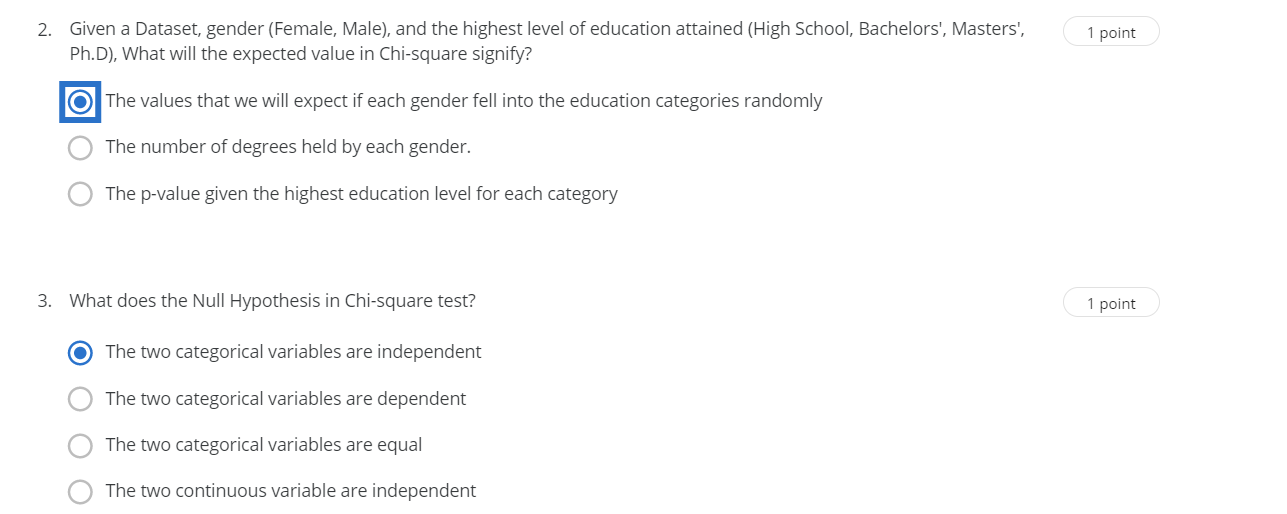 2. Given a Dataset, gender (Female, Male), and the highest level of education attained (High School, Bachelors', Masters',
Ph.D), What will the expected value in Chi-square signify?
1 point
The values that we will expect if each gender fell into the education categories randomly
The number of degrees held by each gender.
The p-value given the highest education level for each category
3. What does the Null Hypothesis in Chi-square test?
1 point
The two categorical variables are independent
The two categorical variables are dependent
The two categorical variables are equal
The two continuous variable are independent